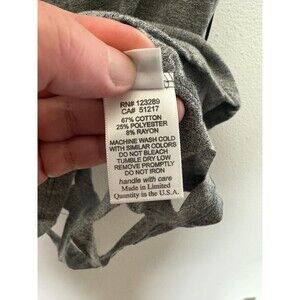 RN# 123289
CA# 51217
67% COTTON
25% POLYESTER
8% RAYON
MACHINE WASH COLD
WITH SIMILAR COLORS
DO NOT BLEACH
TUMBLE DRY LOW
REMOVE PROMPTLY
DO NOT IRON
handle with care
Made in Limited
Quantity in the U.S.A.